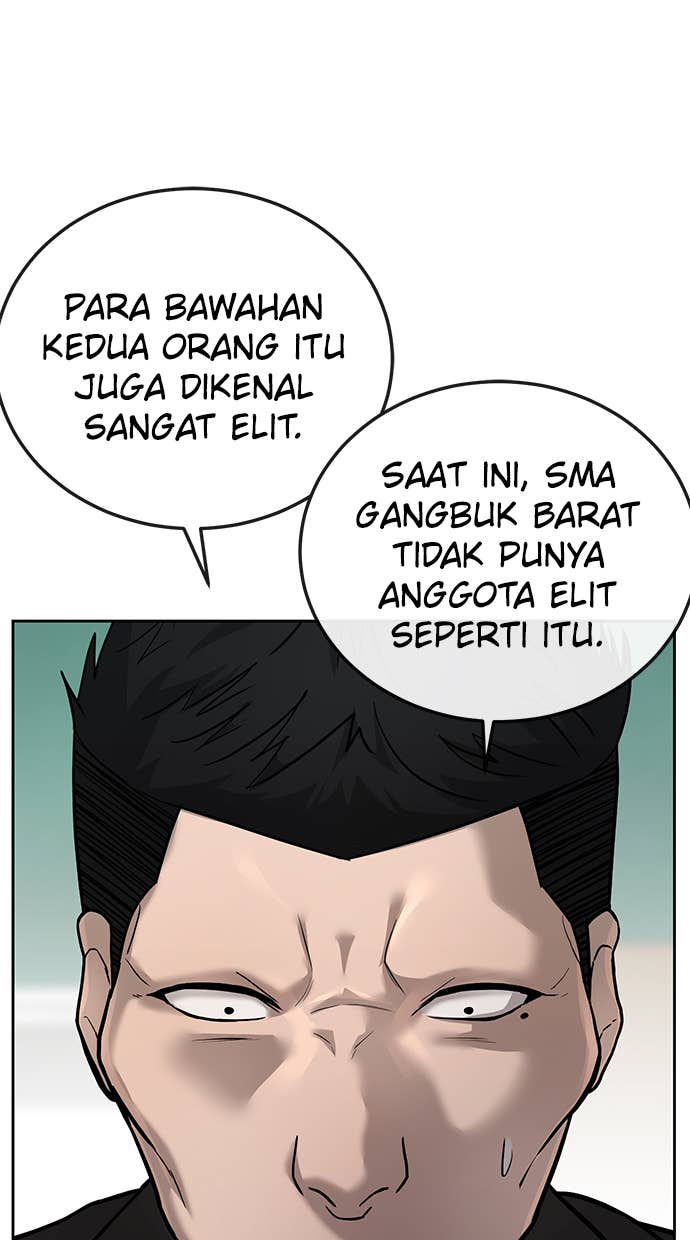 PARA BAWAHAN
KEDUA ORANG ITU
JUGA DIKENAL
SANGAT ELIT.
SAAT INI, SMA
GANGBUK BARAT
TIDAK PUNYA
ANGGOTA ELIT
SEPERTI ITU.